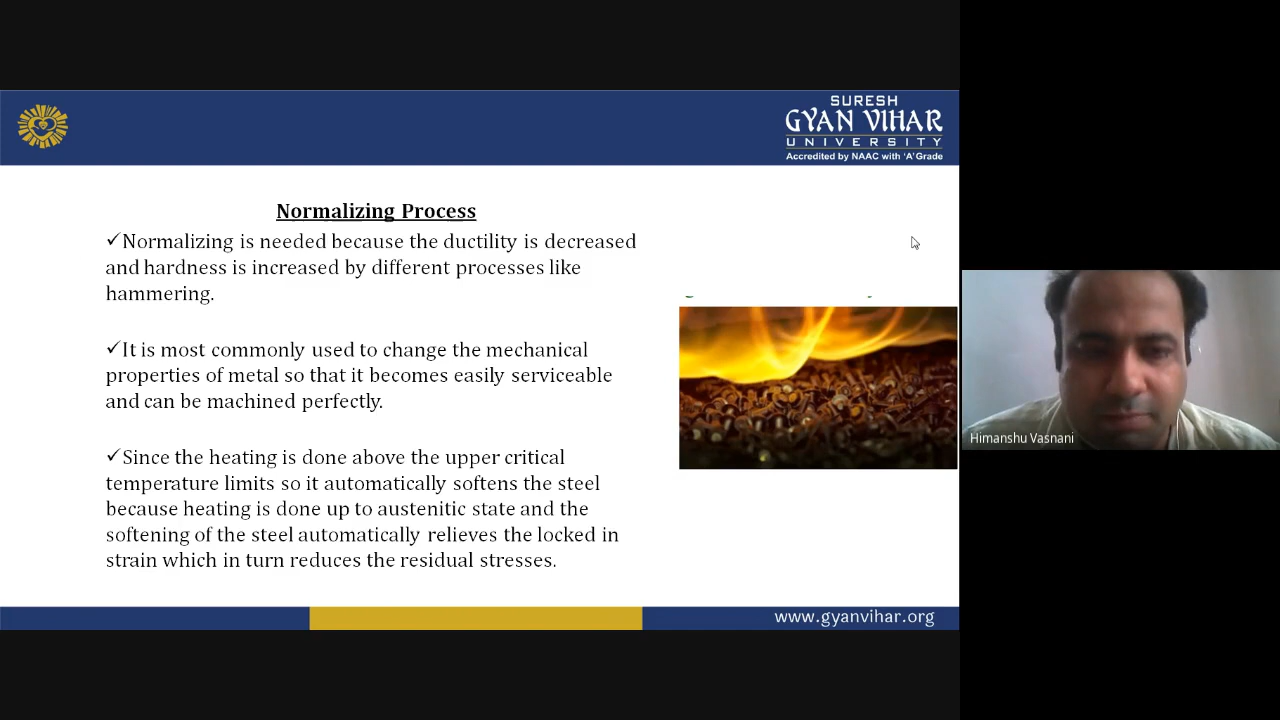 SURESH
GYAN VIHAR
UNIVERSITY
Accredited by NAAC with 'A' Grade
Normalizing Process
✓Normalizing is needed because the ductility is decreased
and hardness is increased by different processes like
hammering.
✓It is most commonly used to change the mechanical
properties of metal so that it becomes easily serviceable
and can be machined perfectly.
✓Since the heating is done above the upper critical
temperature limits so it automatically softens the steel
because heating is done up to austenitic state and the
softening of the steel automatically relieves the locked in
strain which in turn reduces the residual stresses.
Himanshu Vasnani
www.gyanvihar.org